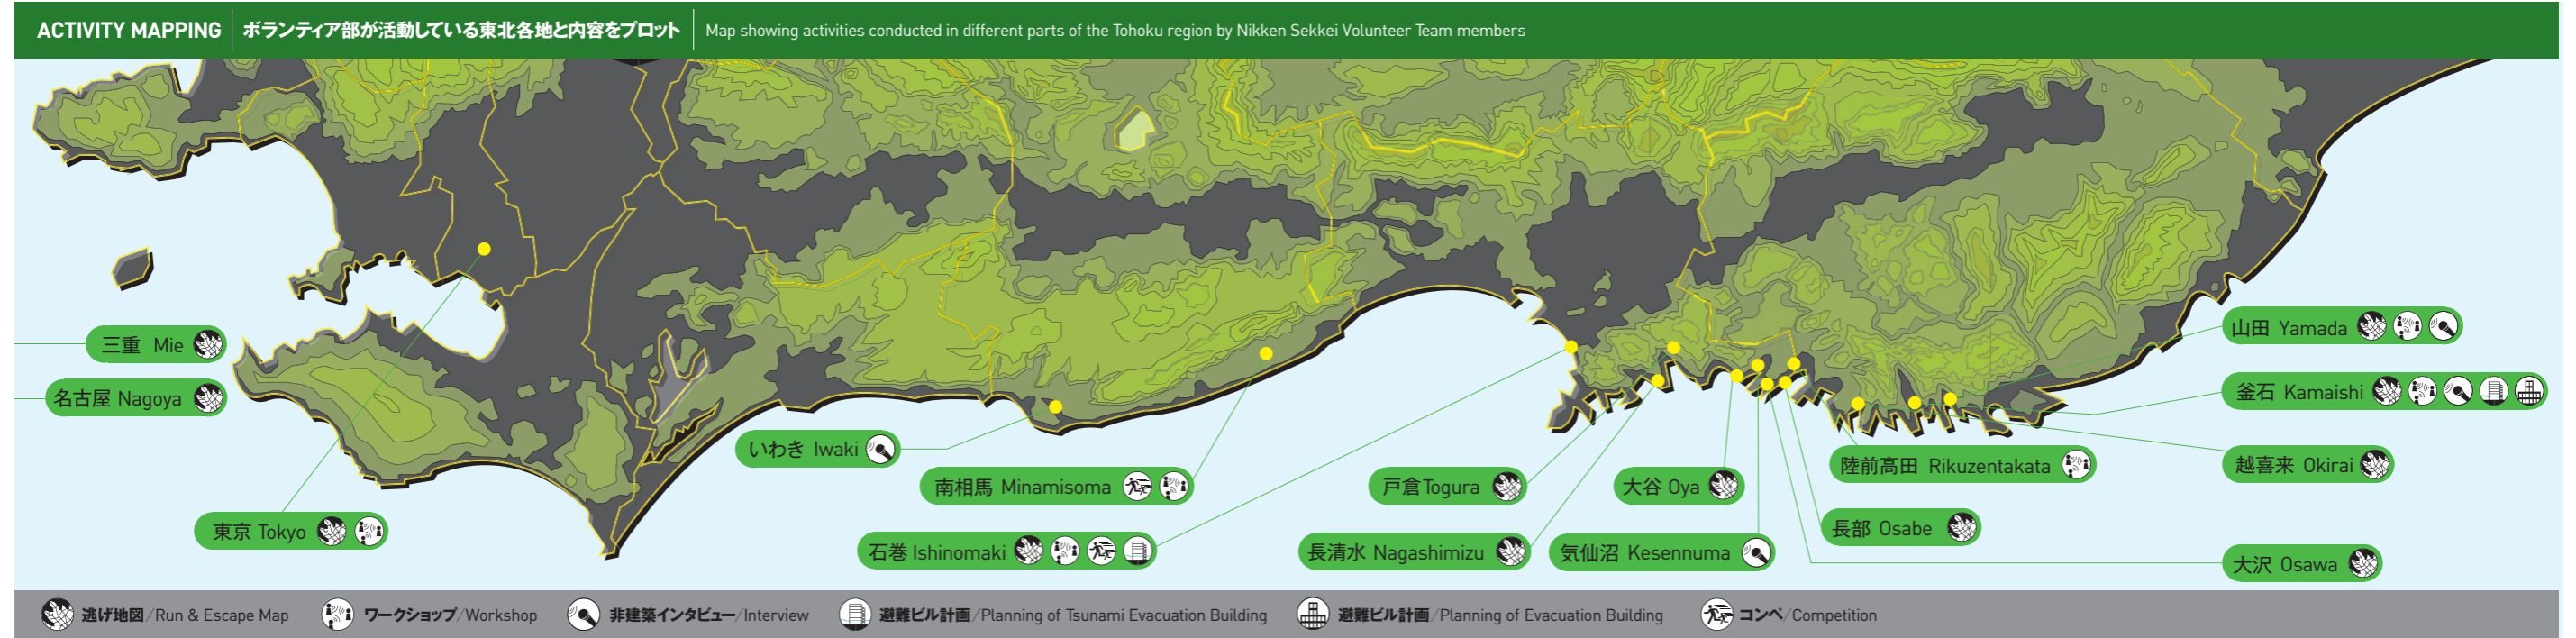 ACTIVITY MAPPING ボランティア部が活動している東北各地と内容をプロット Map showing activities conducted in different parts of the Tohoku region by Nikken Sekkei Volunteer Team members
三重 Mie
名古屋 Nagoya
東京 Tokyo
いわき Iwaki
南相馬 Minamisoma
石巻 Ishinomaki
戸倉 Togura
長清水 Nagashimizu
大谷 Oya
気仙沼 Kesennuma
陸前高田 Rikuzentakata
長部 Osabe
山田 Yamada
釜石 Kamaishi
越喜来 Okirai
大沢 Osawa
逃げ地図/Run & Escape Map ワークショップ/Workshop 非建築インタビュー/Interview 避難ビル計画/Planning of Tsunami Evacuation Building 避難ビル計画/Planning of Evacuation Building コンペ/Competition